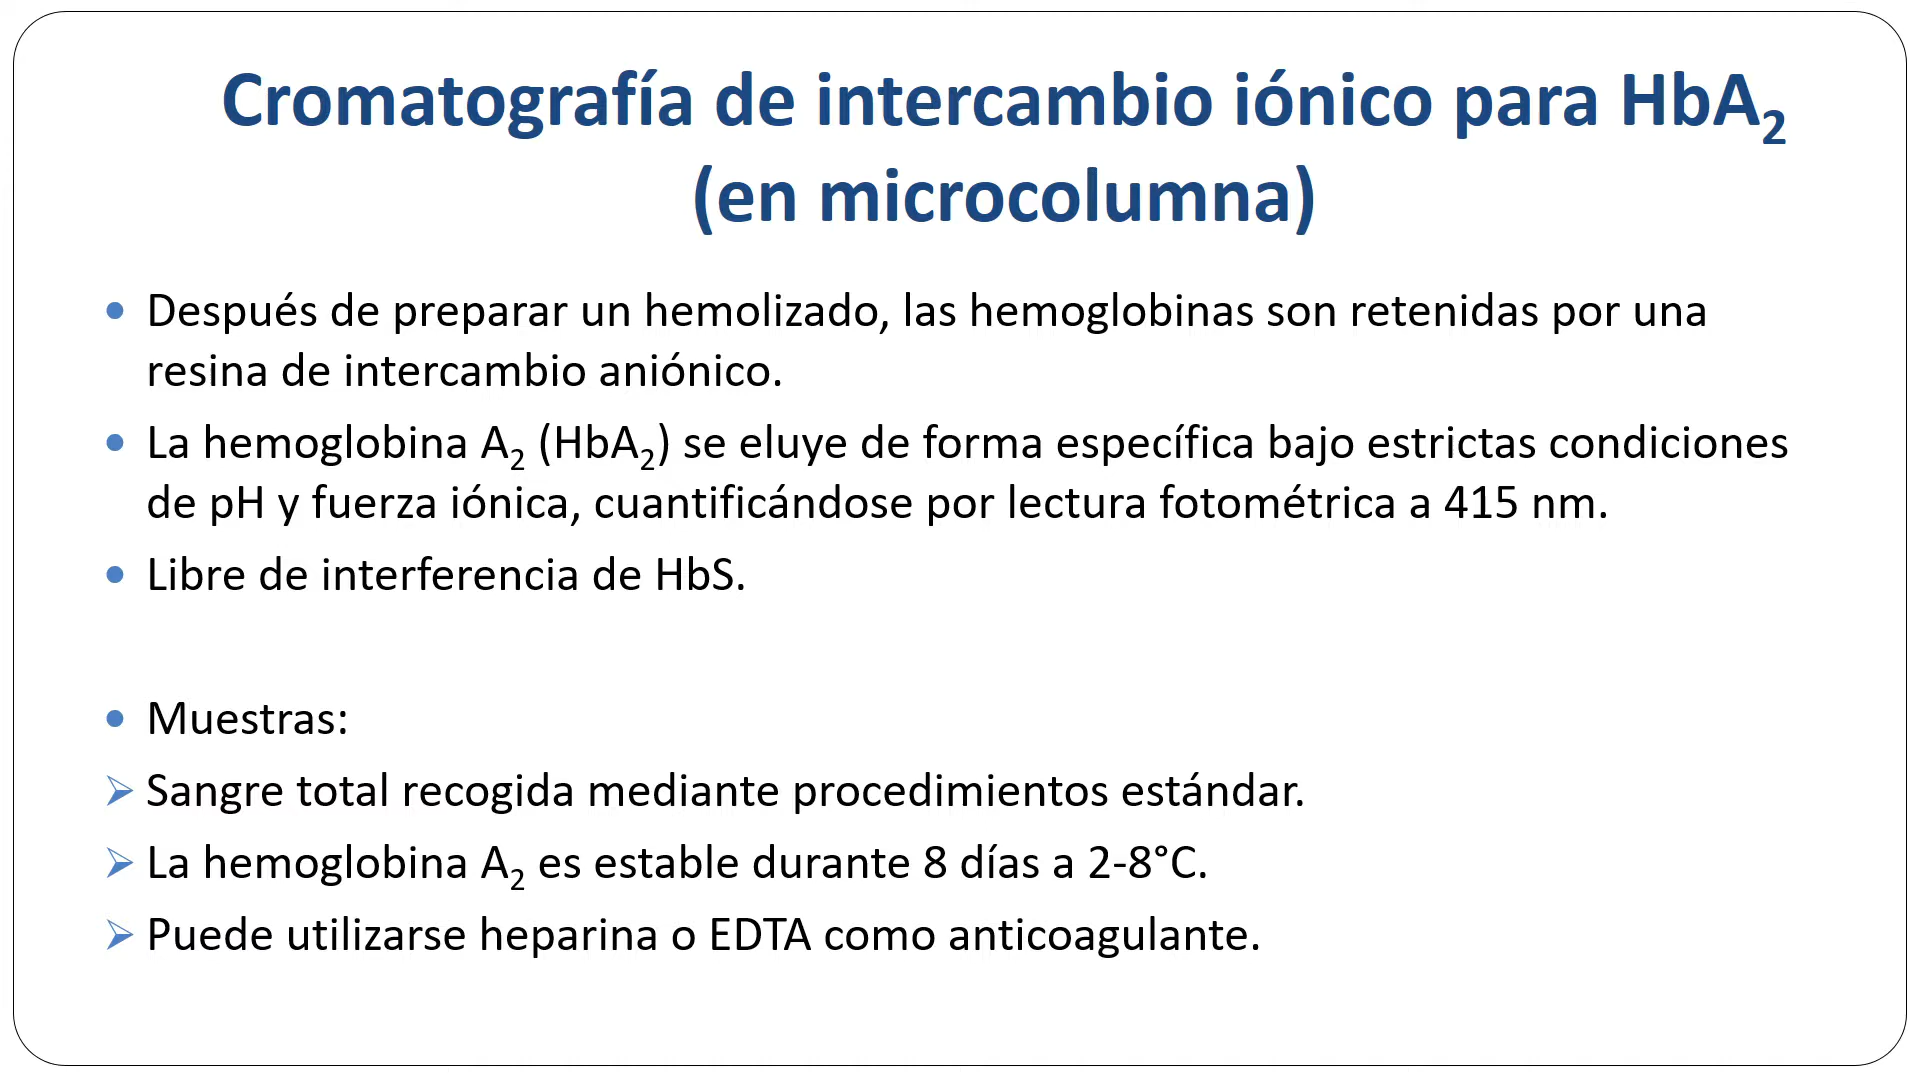 Cromatografía de intercambio iónico para HbA₂
(en microcolumna)
• Después de preparar un hemolizado, las hemoglobinas son retenidas por una
resina de intercambio aniónico.
• La hemoglobina A₂ (HbA₂) se eluye de forma específica bajo estrictas condiciones
de pH y fuerza iónica, cuantificándose por lectura fotométrica a 415 nm.
• Libre de interferencia de HbS.
• Muestras:
➢ Sangre total recogida mediante procedimientos estándar.
➢ La hemoglobina A₂ es estable durante 8 días a 2-8°C.
➢ Puede utilizarse heparina o EDTA como anticoagulante.